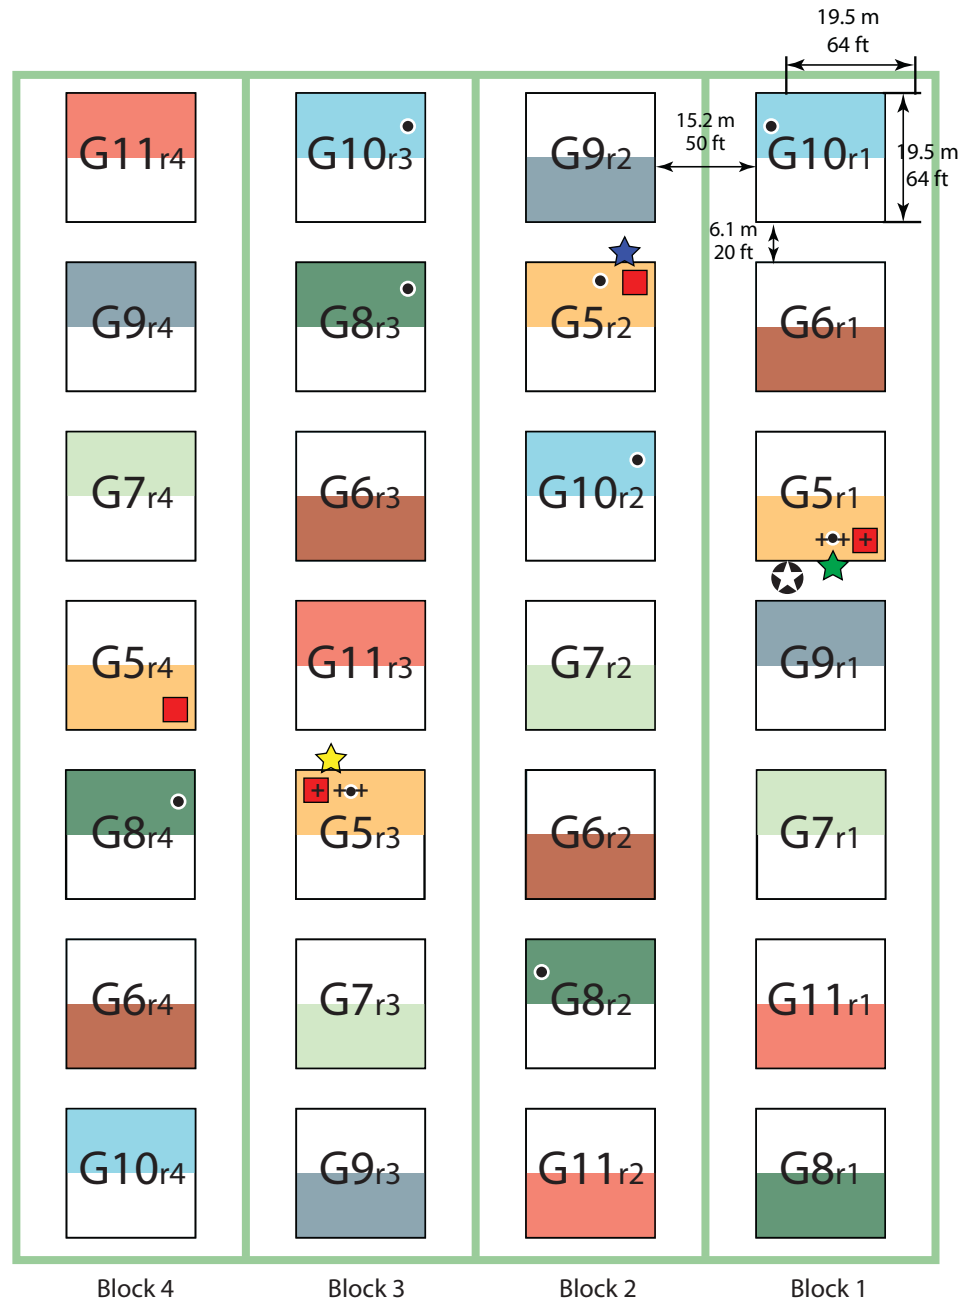 19.5 m
64 ft
G11r4
G10r3
G9r2
15.2 m
50 ft
G10r1
19.5 m
64 ft
6.1 m
20 ft
G9r4
G8r3
G5r2
G6r1
G7r4
G6r3
G10r2
G5r1
G5r4
G11r3
G7r2
G9r1
G8r4
G5r3
G6r2
G7r1
G6r4
G7r3
G8r2
G11r1
G10r4
G9r3
G11r2
G8r1
Block 4
Block 3
Block 2
Block 1